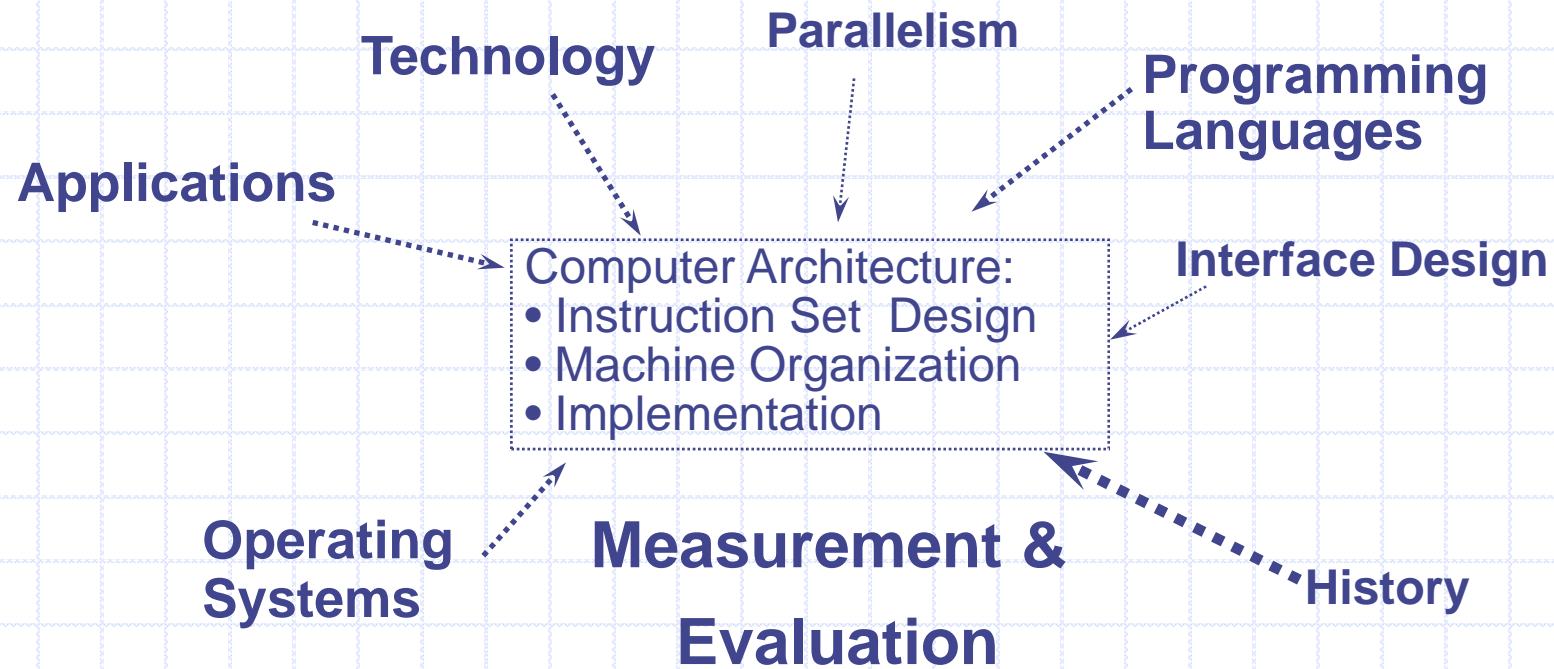 Parallelism
Technology
Programming
Languages
Applications
Interface Design
Computer Architecture:
• Instruction Set  Design
• Machine Organization
• Implementation
Operating
Systems
Measurement &
Evaluation
History